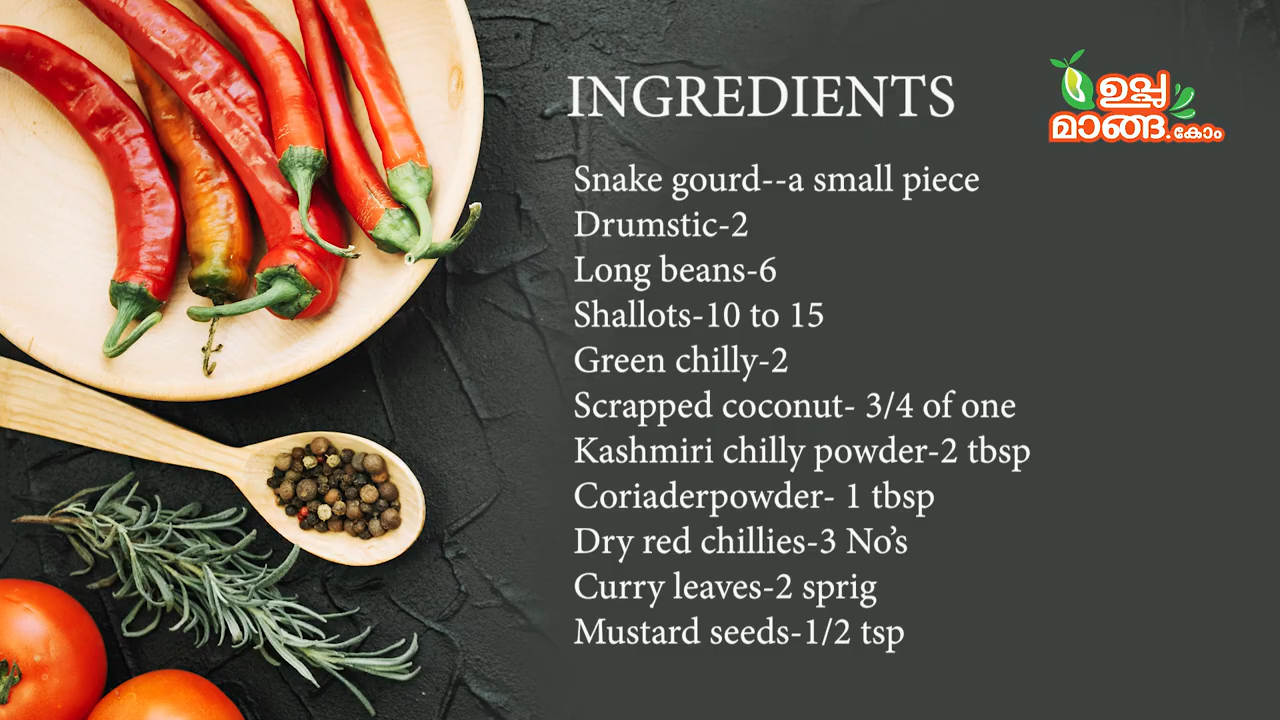 INGREDIENTS
ഉപ്പു
മാങ്ങ.കോം
Snake gourd--a small piece
Drumstic-2
Long beans-6
Shallots-10 to 15
Green chilly-2
Scrapped coconut- 3/4 of one
Kashmiri chilly powder-2 tbsp
Coriaderpowder- 1 tbsp
Dry red chillies-3 No’s
Curry leaves-2 sprig
Mustard seeds-1/2 tsp